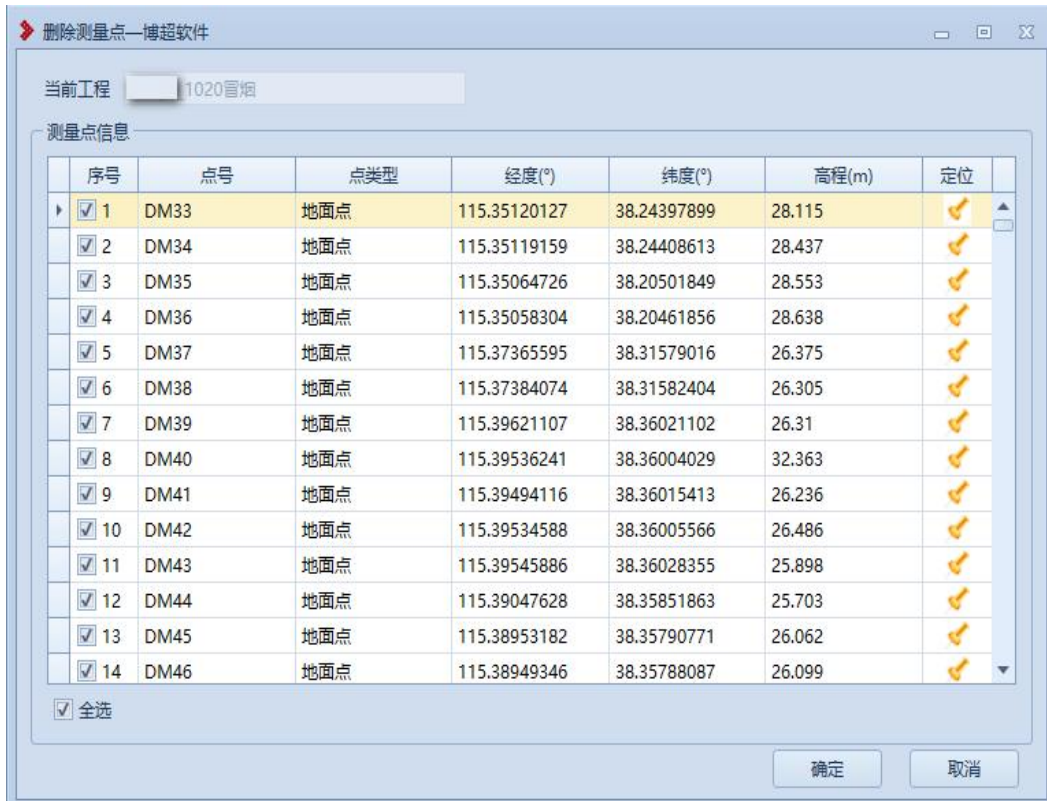 删除测量点—博超软件
当前工程 1020冒烟
测量点信息
序号 点号 点类型 经度(°) 纬度(°) 高程(m) 定位
1 DM33 地面点 115.35120127 38.24397899 28.115
2 DM34 地面点 115.35119159 38.24408613 28.437
3 DM35 地面点 115.35064726 38.20501849 28.553
4 DM36 地面点 115.35058304 38.20461856 28.638
5 DM37 地面点 115.37365595 38.31579016 26.375
6 DM38 地面点 115.37384074 38.31582404 26.305
7 DM39 地面点 115.39621107 38.36021102 26.31
8 DM40 地面点 115.39536241 38.36004029 32.363
9 DM41 地面点 115.39494116 38.36015413 26.236
10 DM42 地面点 115.39534588 38.36005566 26.486
11 DM43 地面点 115.39545886 38.36028355 25.898
12 DM44 地面点 115.39047628 38.35851863 25.703
13 DM45 地面点 115.38953182 38.35790771 26.062
14 DM46 地面点 115.38949346 38.35788087 26.099
全选
确定 取消